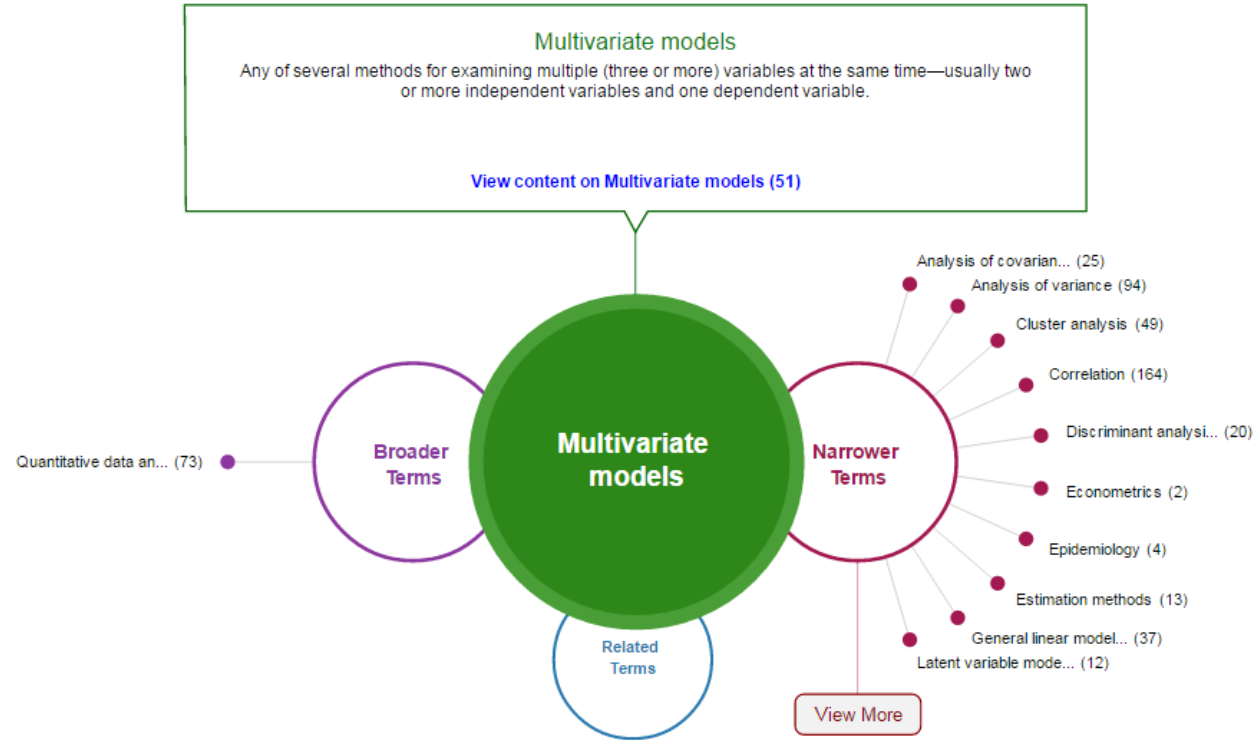 Multivariate models
Any of several methods for examining multiple (three or more) variables at the same time—usually two
or more independent variables and one dependent variable.
View content on Multivariate models (51)
Analysis of covarian... (25)
Analysis of variance (94)
Cluster analysis (49)
Correlation (164)
Discriminant analysi... (20)
Econometrics (2)
Epidemiology (4)
Estimation methods (13)
General linear model... (37)
Latent variable mode... (12)
Quantitative data an... (73)
Broader
Terms
Multivariate
models
Narrower
Terms
Related
Terms
View More